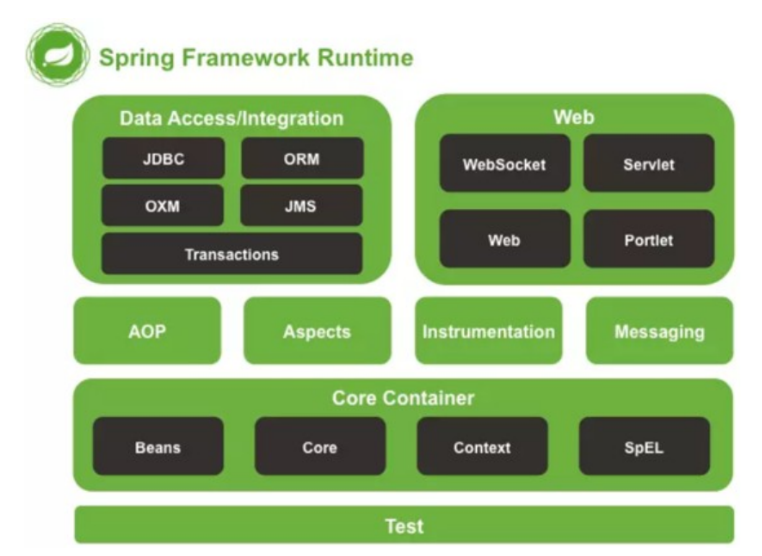 Spring Framework Runtime
Data Access/Integration
JDBC
ORM
OXM
JMS
Transactions
Web
WebSocket
Servlet
Web
Portlet
AOP
Aspects
Instrumentation
Messaging
Core Container
Beans
Core
Context
SpEL
Test